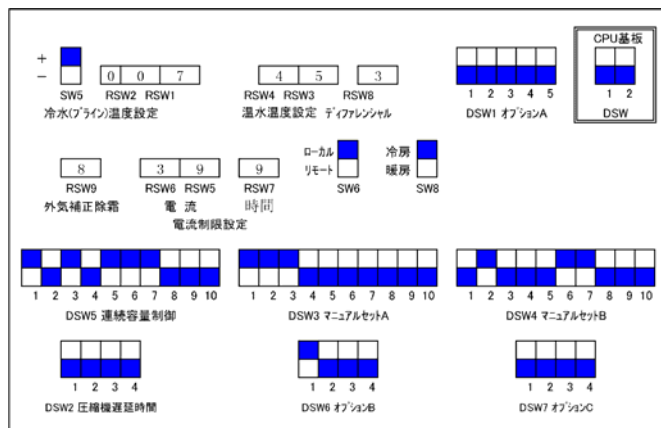 CPU基板
+
-
0 0 7
4 5
3
SW5
RSW2 RSW1
RSW4 RSW3
RSW8
1 2 3 4 5
1 2
冷水(ブライン)温度設定
温水温度設定 ディファレンシャル
DSW1 オプションA
DSW
8
3 9
9
ローカル
リモート
冷房
暖房
RSW9
RSW6 RSW5
RSW7
SW6
SW8
外気補正除霜
電 流
時間
電流制限設定
1 2 3 4 5 6 7 8 9 10
1 2 3 4 5 6 7 8 9 10
1 2 3 4 5 6 7 8 9 10
DSW5 連続容量制御
DSW3 マニュアルセットA
DSW4 マニュアルセットB
1 2 3 4
1 2 3 4
1 2 3 4
DSW2 圧縮機遅延時間
DSW6 オプションB
DSW7 オプションC